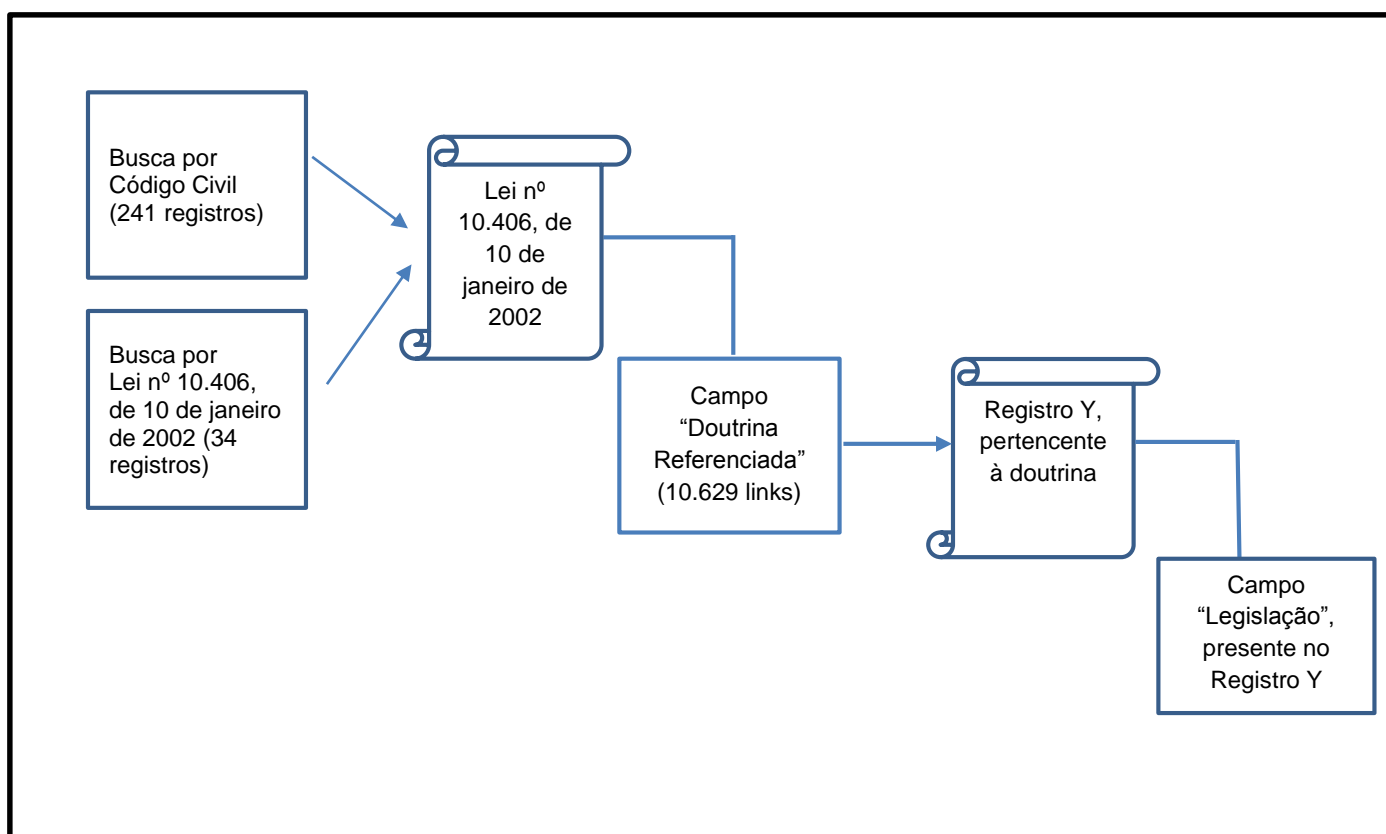 Busca por
Código Civil
(241 registros)
Busca por
Lei nº 10.406,
de 10 de janeiro
de 2002 (34
registros)
Lei nº
10.406, de
10 de
janeiro de
2002
Campo
“Doutrina
Referenciada”
(10.629 links)
Registro Y,
pertencente
à doutrina
Campo
“Legislação”,
presente no
Registro Y